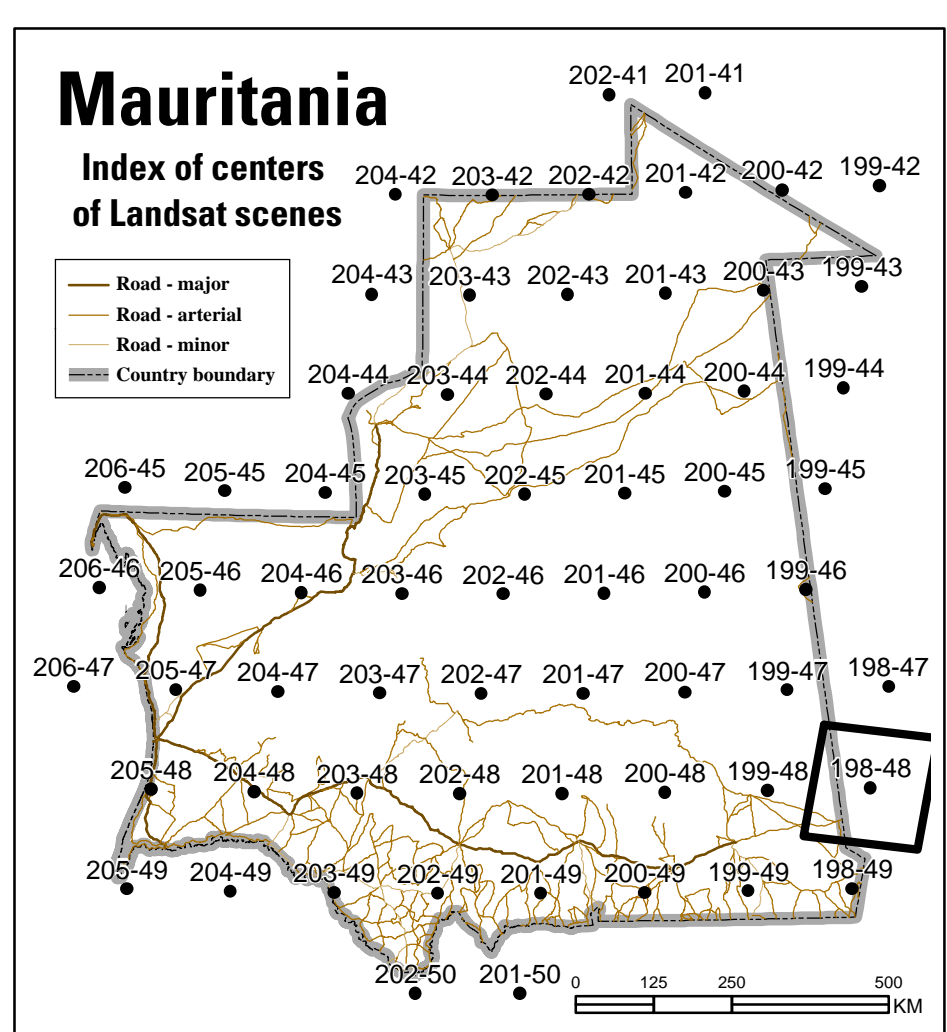 Mauritania
Index of centers
of Landsat scenes
Road - major
Road - arterial
Road - minor
Country boundary
202-41 201-41
204-42 203-42 202-42 201-42 200-42 199-42
204-43 203-43 202-43 201-43 200-43 199-43
204-44 203-44 202-44 201-44 200-44 199-44
206-45 205-45 204-45 203-45 202-45 201-45 200-45 199-45
206-46 205-46 204-46 203-46 202-46 201-46 200-46 199-46
206-47 205-47 204-47 203-47 202-47 201-47 200-47 199-47 198-47
205-48 204-48 203-48 202-48 201-48 200-48 199-48 198-48
205-49 204-49 203-49 202-49 201-49 200-49 199-49 198-49
202-50 201-50
0 125 250 500
KM